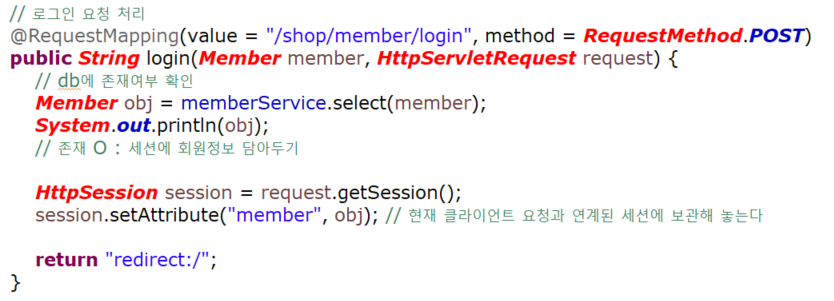 // 로그인 요청 처리
@RequestMapping(value = "/shop/member/login", method = RequestMethod.POST)
public String login(Member member, HttpServletRequest request) {
// db에 존재여부 확인
Member obj = memberService.select(member);
System.out.println(obj);
// 존재 O : 세션에 회원정보 담아두기
HttpSession session = request.getSession();
session.setAttribute("member", obj); // 현재 클라이언트 요청과 연계된 세션에 보관해 놓는다
return "redirect:/";
}